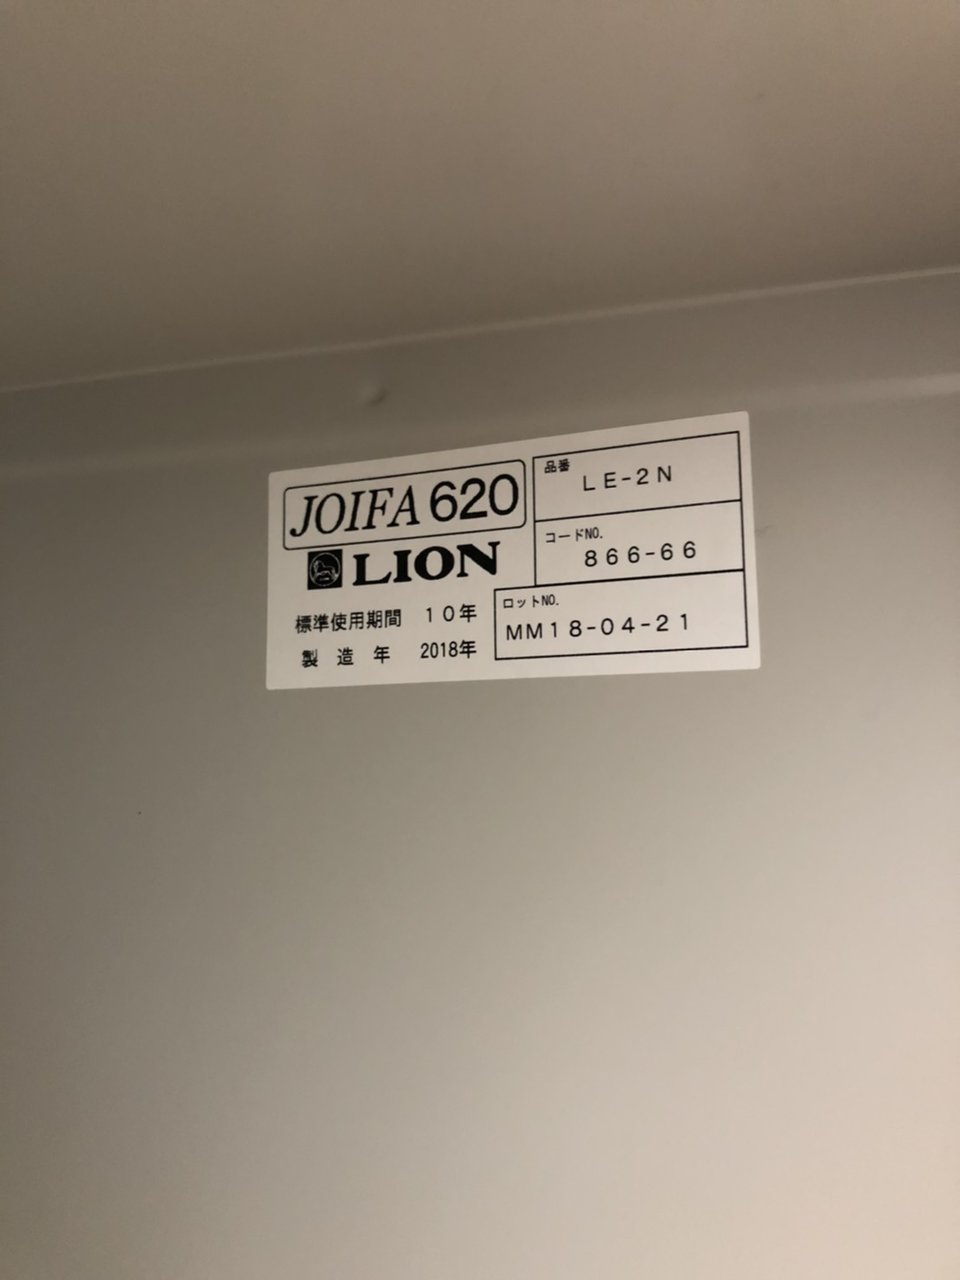 JOIFA 620
LION
標準使用期間 10年
製造年 2018年
品番
LE-2N
コードNO.
866-66
ロットNO.
MM18-04-21